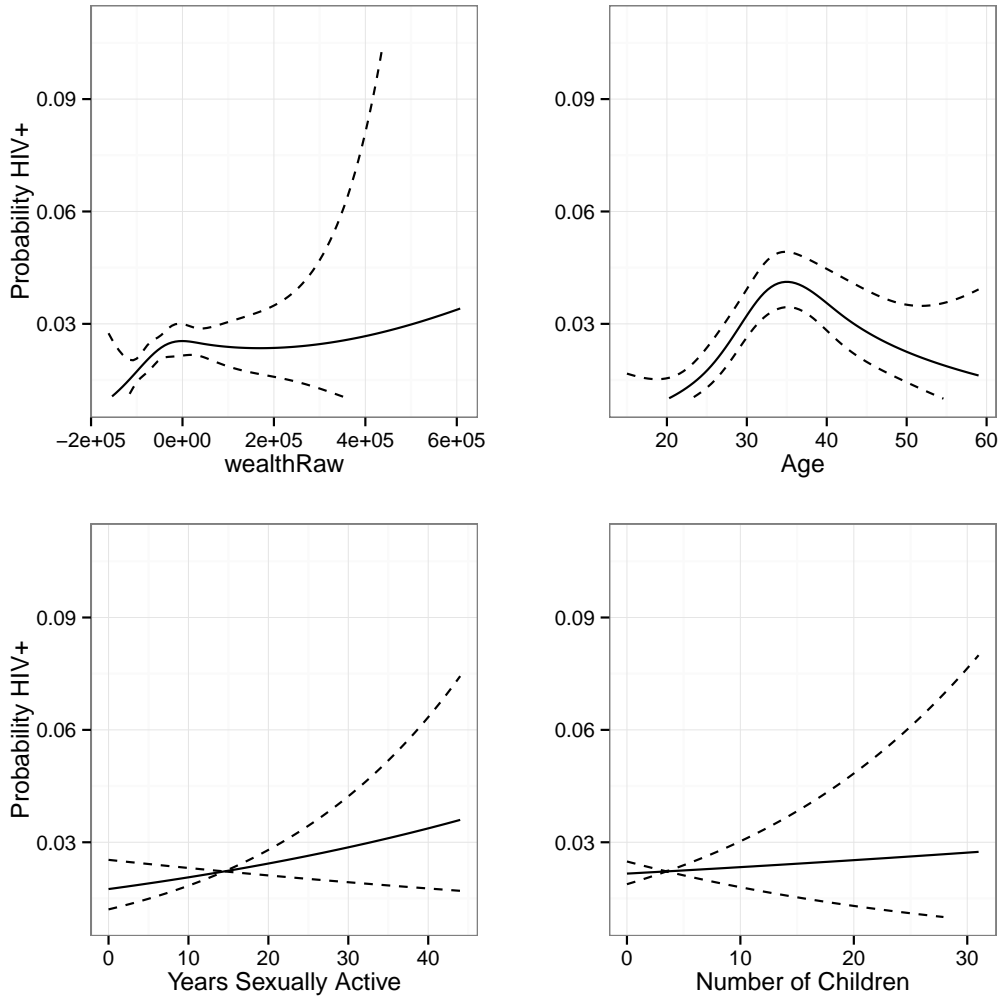 Probability HIV+
0.09
0.06
0.03
−2e+05 0e+00 2e+05 4e+05 6e+05
wealthRaw
0.09
0.06
0.03
20 30 40 50 60
Age
Probability HIV+
0.09
0.06
0.03
0 10 20 30 40
Years Sexually Active
0.09
0.06
0.03
0 10 20 30
Number of Children